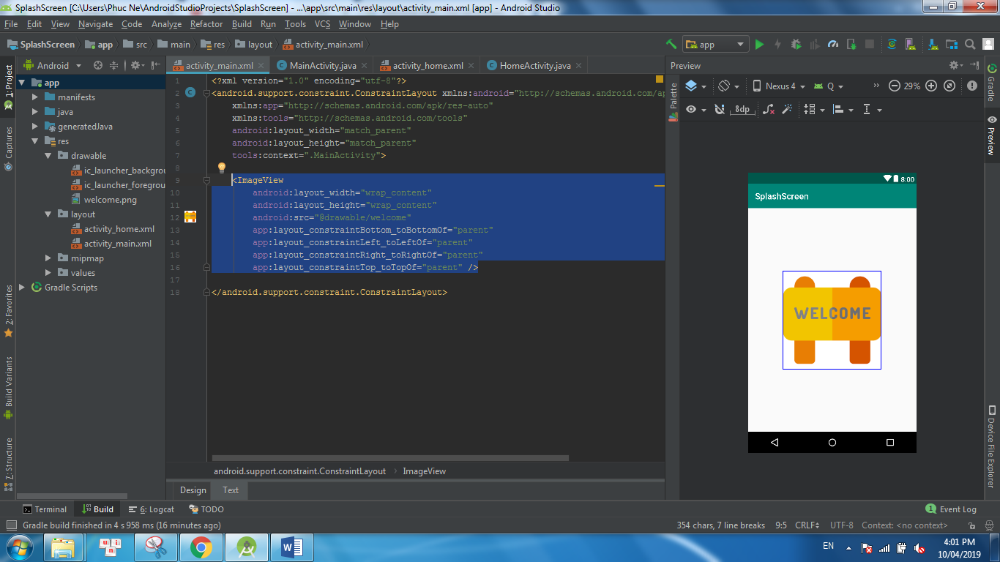 SplashScreen [C:\Users\Phuc Ne\AndroidStudioProjects\SplashScreen] - ...\app\src\main\res\layout\activity_main.xml [app] - Android Studio
File Edit View Navigate Code Analyze Refactor Build Run Tools VCS Window Help
SplashScreen app src main res layout activity_main.xml app
Android activity_main.xml MainActivity.java activity_home.xml HomeActivity.java Preview
1: Project
Captures
2: Favorites
Build Variants
7: Structure
app
manifests
java
generatedJava
res
drawable
ic_launcher_backgrou
ic_launcher_foregrou
welcome.png
layout
activity_home.xml
activity_main.xml
mipmap
values
Gradle Scripts
1 <?xml version="1.0" encoding="utf-8"?>
2 <android.support.constraint.ConstraintLayout xmlns:android="http://schemas.android.com/ap
3 xmlns:app="http://schemas.android.com/apk/res-auto"
4 xmlns:tools="http://schemas.android.com/tools"
5 android:layout_width="match_parent"
6 android:layout_height="match_parent"
7 tools:context=".MainActivity">
8
9 <ImageView
10 android:layout_width="wrap_content"
11 android:layout_height="wrap_content"
12 android:src="@drawable/welcome"
13 app:layout_constraintBottom_toBottomOf="parent"
14 app:layout_constraintLeft_toLeftOf="parent"
15 app:layout_constraintRight_toRightOf="parent"
16 app:layout_constraintTop_toTopOf="parent" />
17
18 </android.support.constraint.ConstraintLayout>
android.support.constraint.ConstraintLayout › ImageView
Design Text
Palette
Nexus 4 Q » 29%
8dp
8:00
SplashScreen
WELCOME
Gradle
Preview
Device File Explorer
Terminal Build 6: Logcat TODO 1 Event Log
Gradle build finished in 4 s 958 ms (16 minutes ago) 354 chars, 7 line breaks 9:5 CRLF UTF-8 Context: <no context>
EN 4:01 PM
10/04/2019